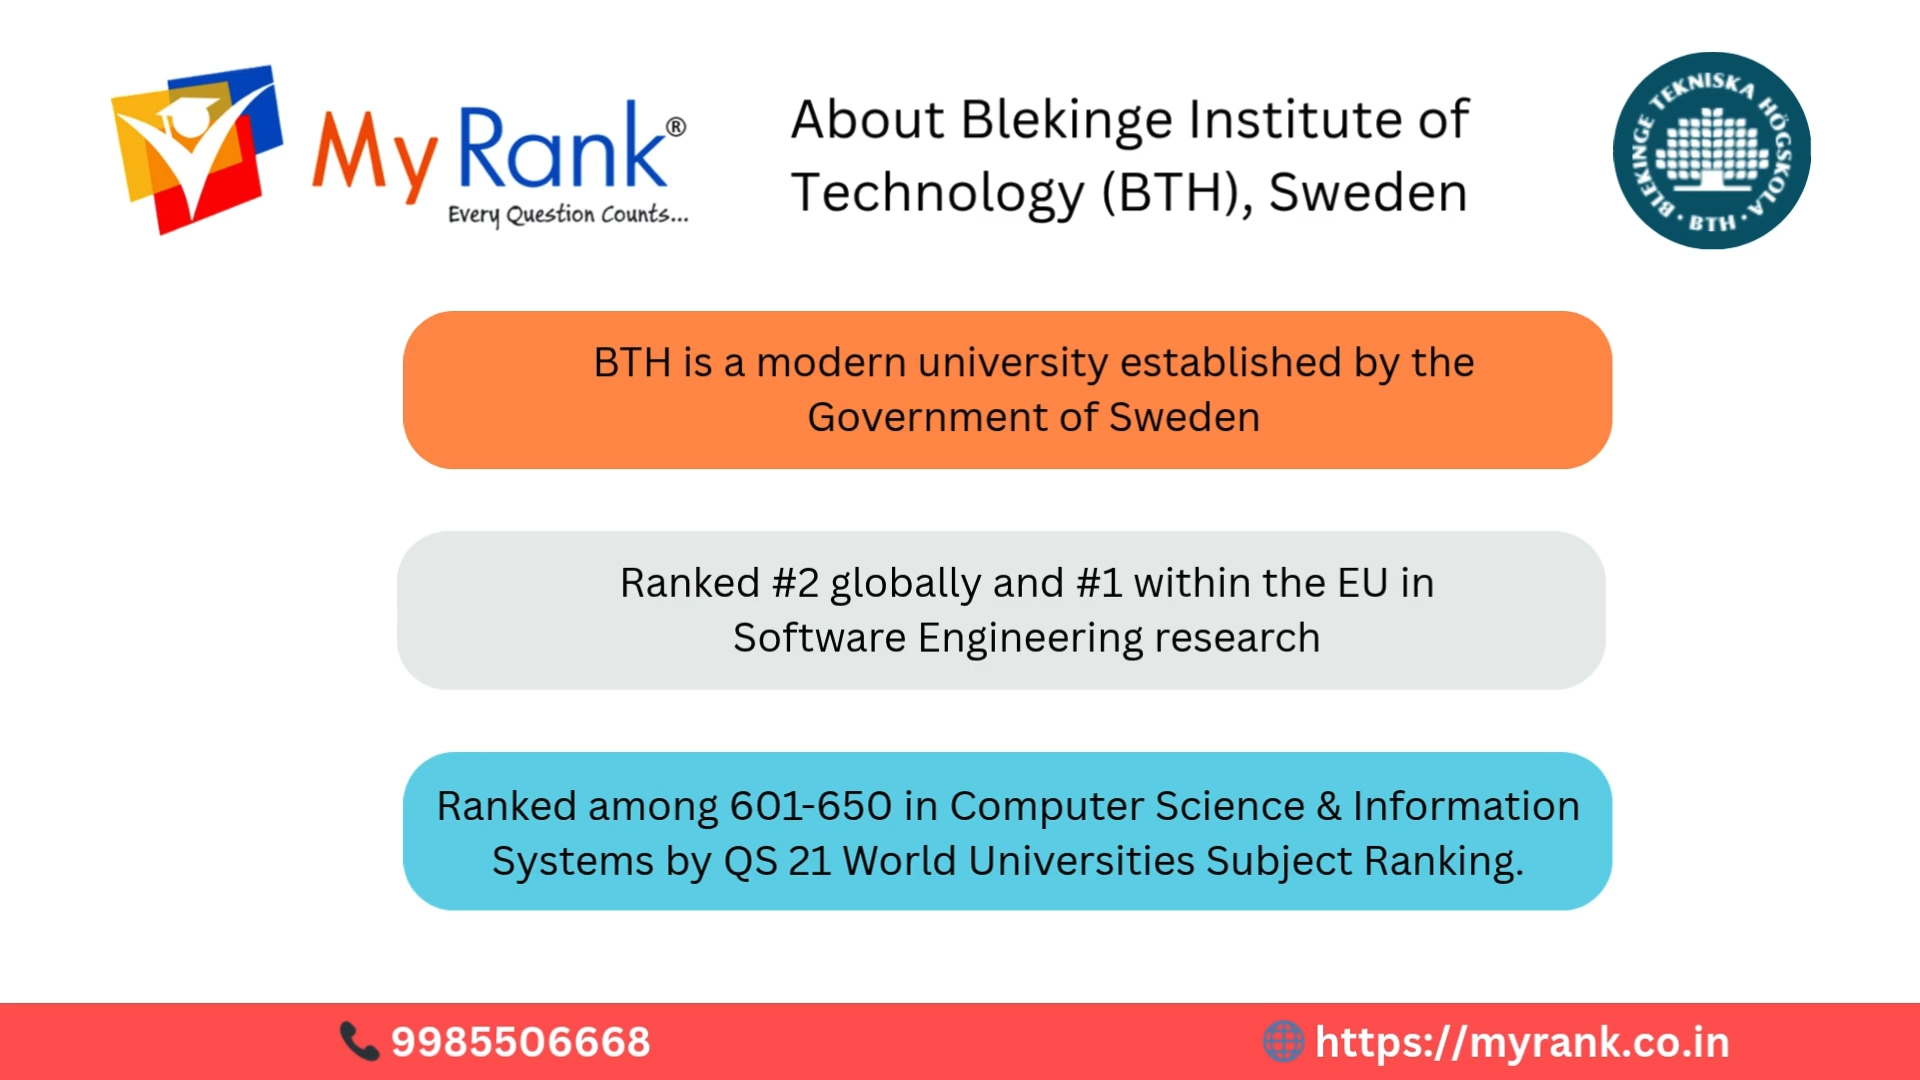 My Rank®
Every Question Counts...
About Blekinge Institute of
Technology (BTH), Sweden
BLEKINGE TEKNISKA HÖGSKOLA
· BTH ·
BTH is a modern university established by the
Government of Sweden
Ranked #2 globally and #1 within the EU in
Software Engineering research
Ranked among 601-650 in Computer Science & Information
Systems by QS 21 World Universities Subject Ranking.
9985506668
https://myrank.co.in